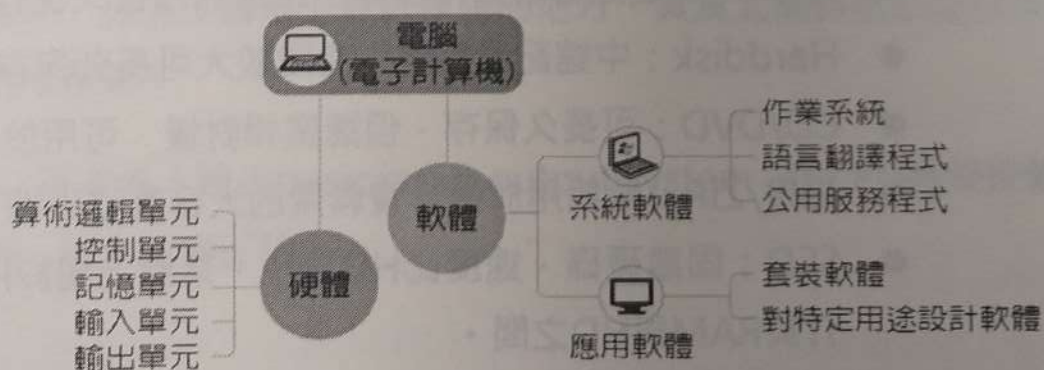 電腦
(電子計算機)
硬體
算術邏輯單元
控制單元
記憶單元
輸入單元
輸出單元
軟體
系統軟體
作業系統
語言翻譯程式
公用服務程式
應用軟體
套裝軟體
對特定用途設計軟體